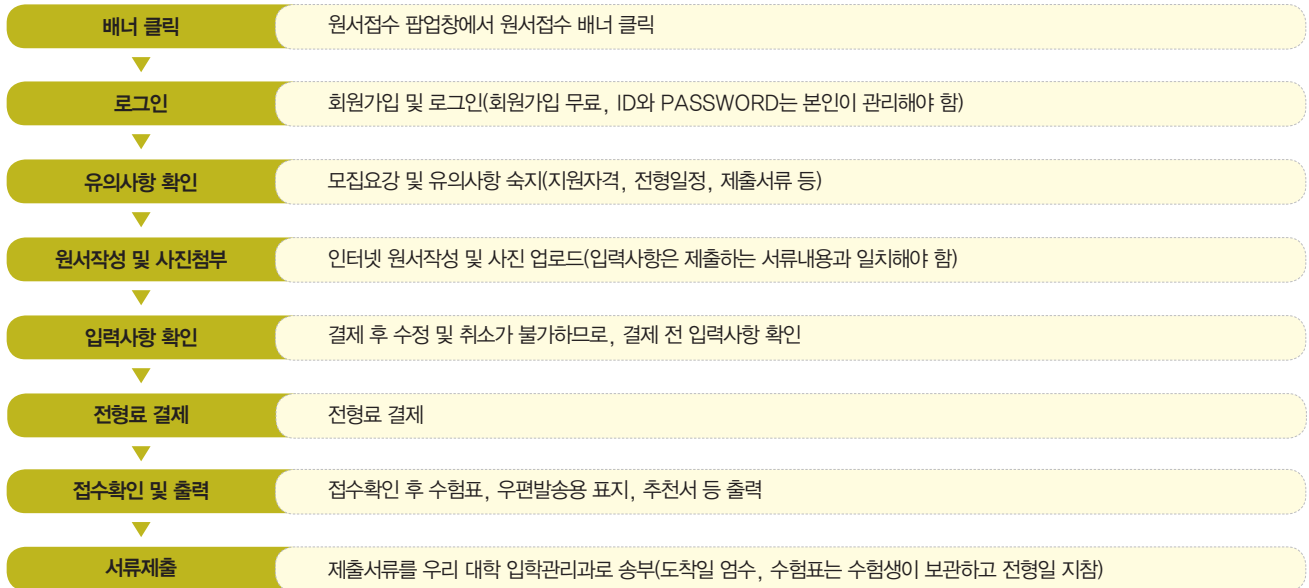 배너 클릭
원서접수 팝업창에서 원서접수 배너 클릭
로그인
회원가입 및 로그인(회원가입 무료, ID와 PASSWORD는 본인이 관리해야 함)
유의사항 확인
모집요강 및 유의사항 숙지(지원자격, 전형일정, 제출서류 등)
원서작성 및 사진첨부
인터넷 원서작성 및 사진 업로드(입력사항은 제출하는 서류내용과 일치해야 함)
입력사항 확인
결제 후 수정 및 취소가 불가하므로, 결제 전 입력사항 확인
전형료 결제
전형료 결제
접수확인 및 출력
접수확인 후 수험표, 우편발송용 표지, 추천서 등 출력
서류제출
제출서류를 우리 대학 입학관리과로 송부(도착일 엄수, 수험표는 수험생이 보관하고 전형일 지참)